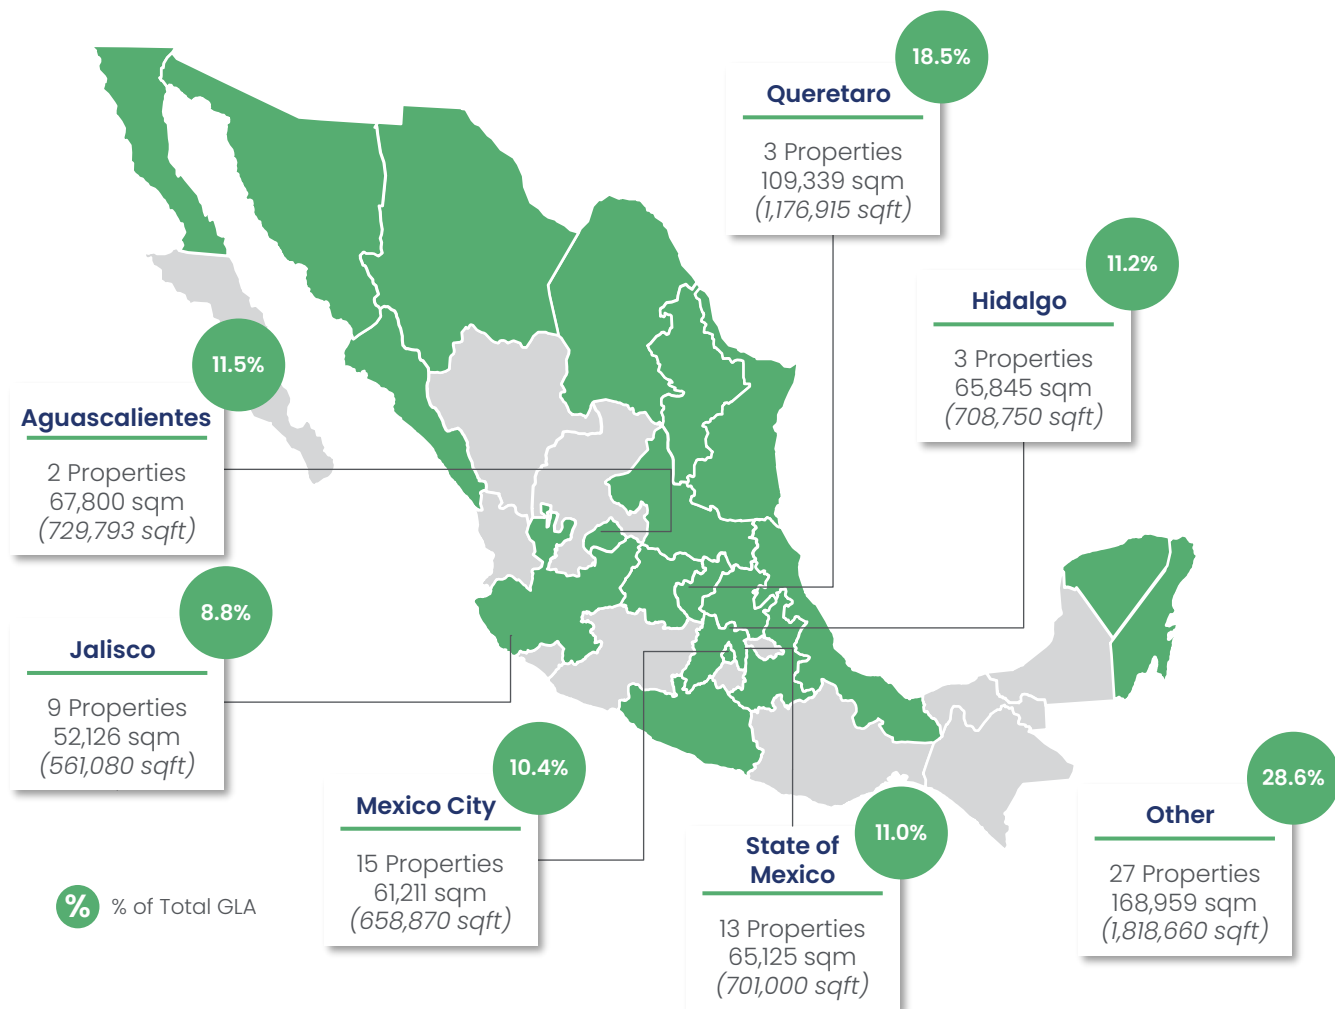 18.5%
Queretaro
3 Properties
109,339 sqm
(1,176,915 sqft)
11.2%
Hidalgo
3 Properties
65,845 sqm
(708,750 sqft)
11.5%
Aguascalientes
2 Properties
67,800 sqm
(729,793 sqft)
8.8%
Jalisco
9 Properties
52,126 sqm
(561,080 sqft)
10.4%
Mexico City
15 Properties
61,211 sqm
(658,870 sqft)
11.0%
State of
Mexico
13 Properties
65,125 sqm
(701,000 sqft)
28.6%
Other
27 Properties
168,959 sqm
(1,818,660 sqft)
% % of Total GLA